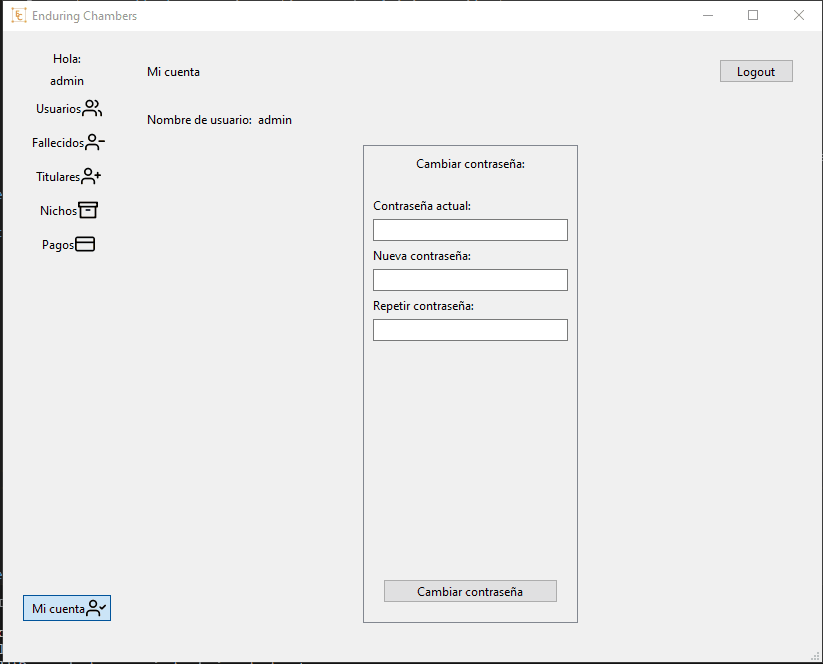 Enduring Chambers
Hola:
admin
Usuarios
Fallecidos
Titulares
Nichos
Pagos
Mi cuenta
Mi cuenta
Logout
Nombre de usuario: admin
Cambiar contraseña:
Contraseña actual:
Nueva contraseña:
Repetir contraseña:
Cambiar contraseña